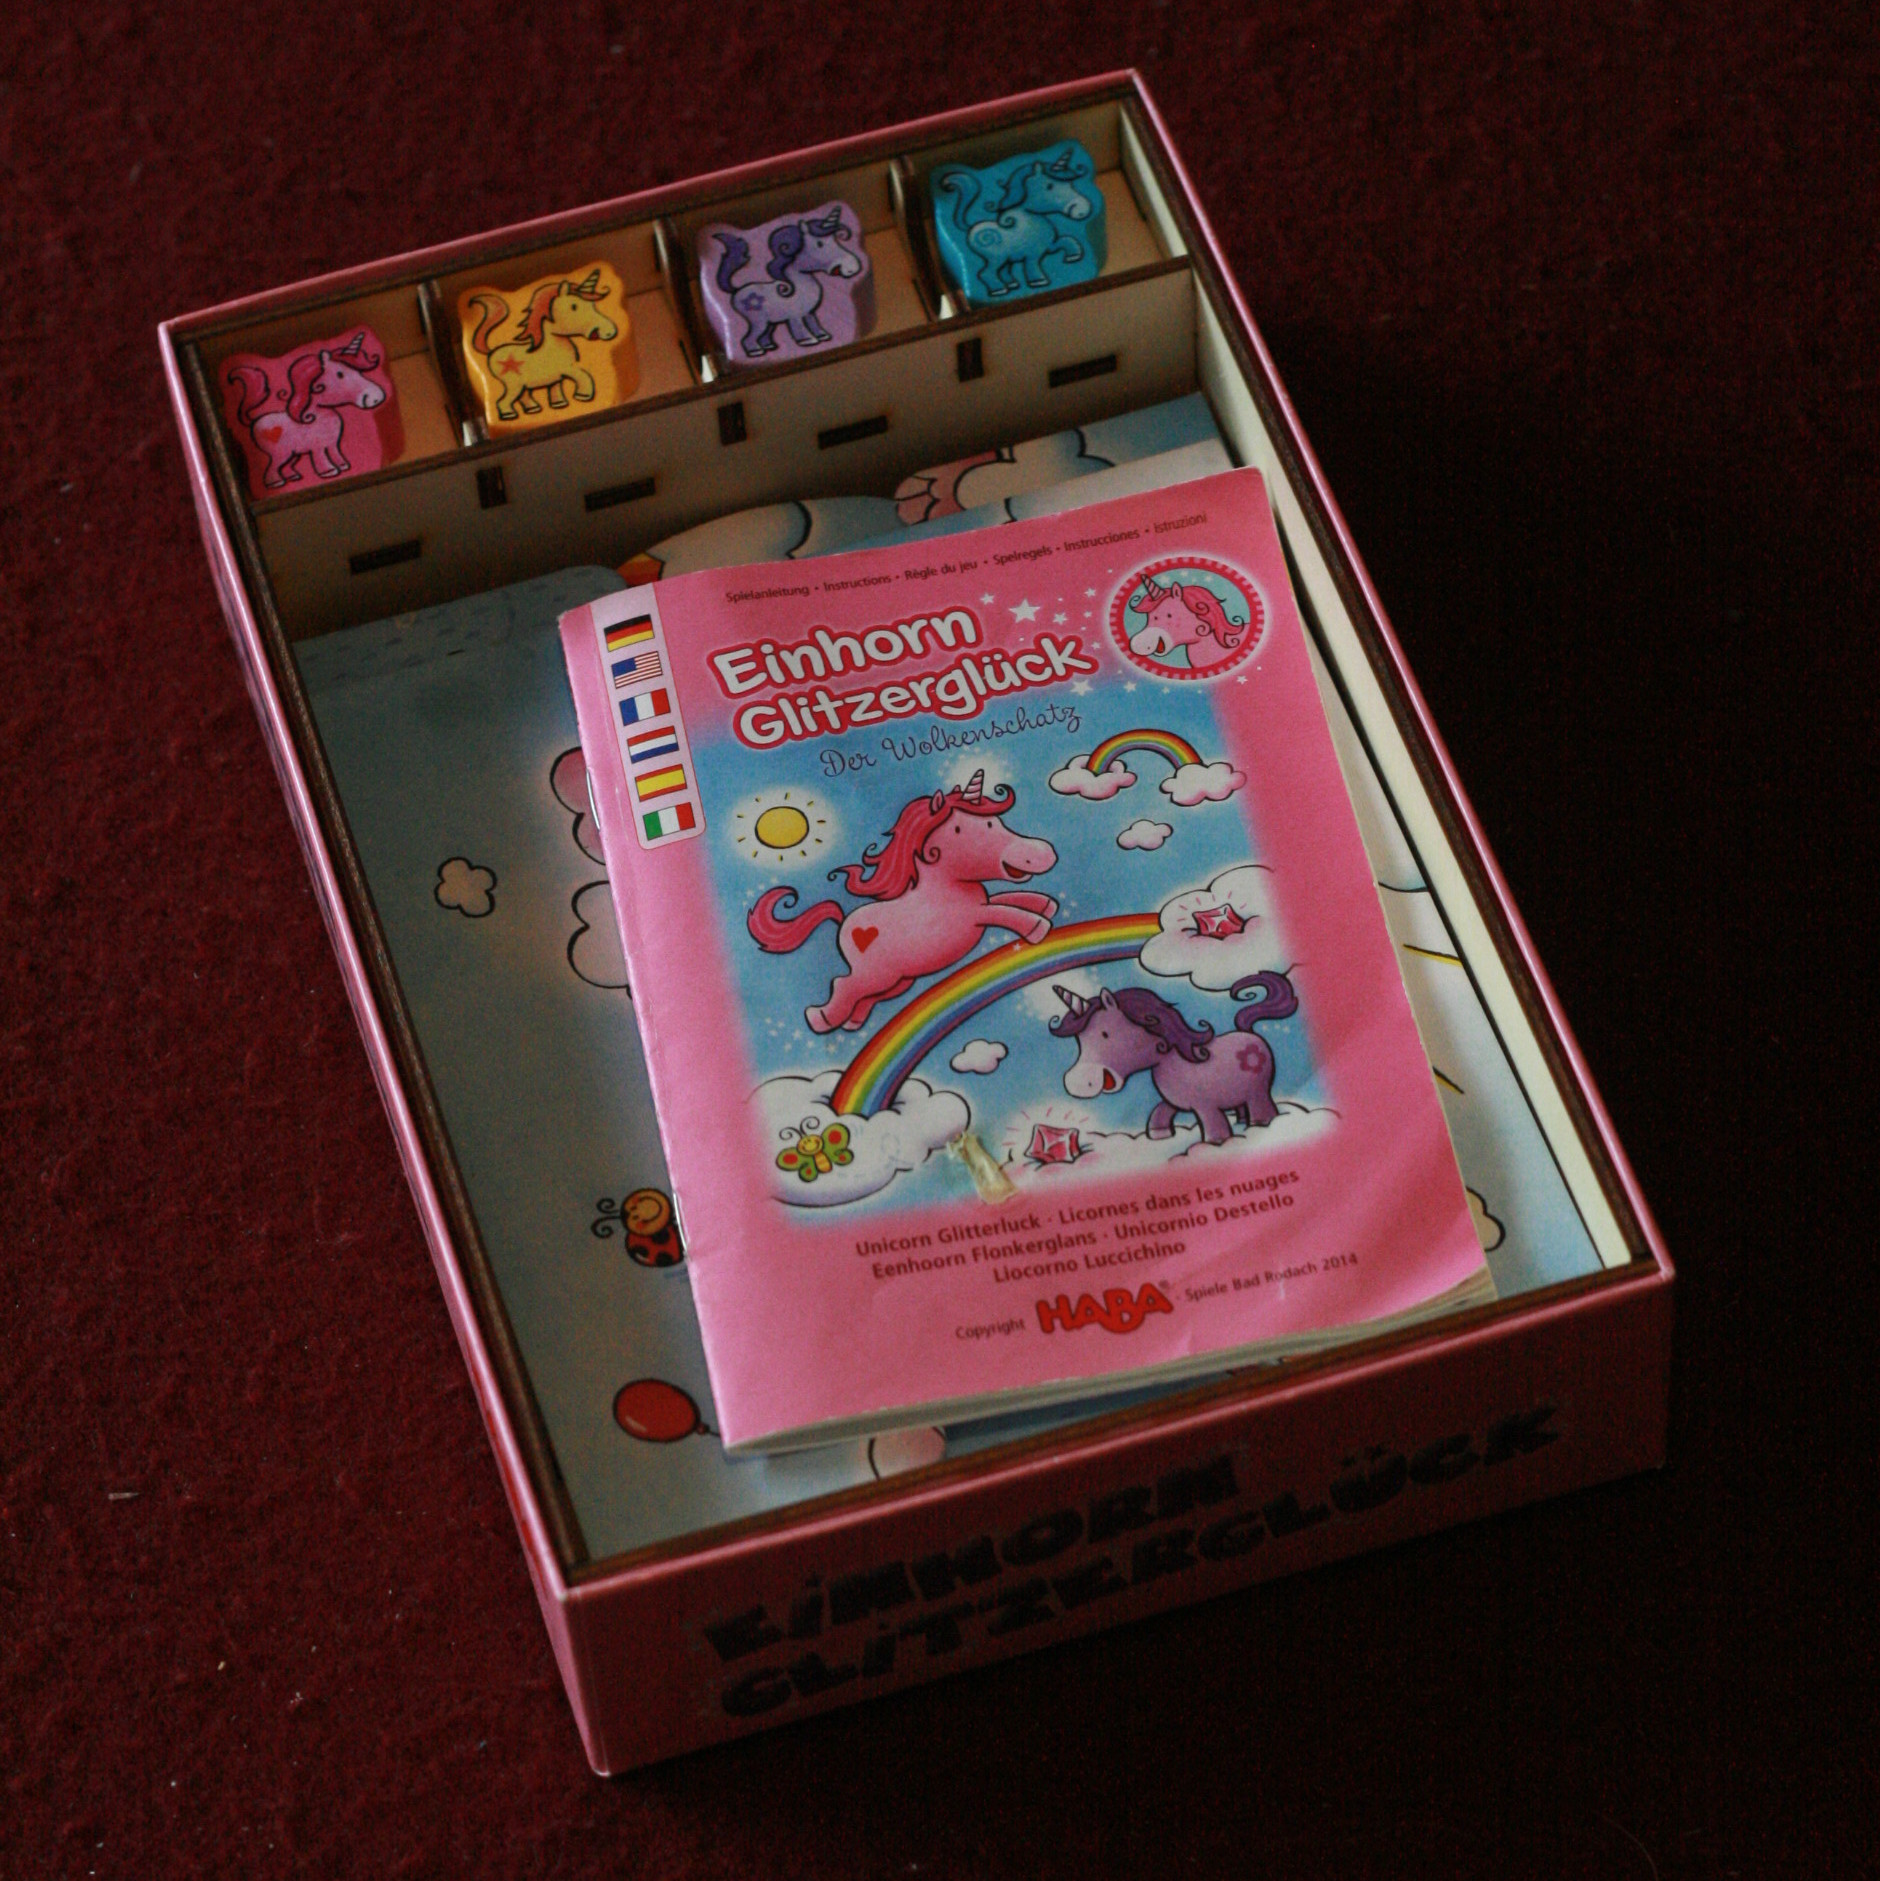 Spielanleitung • Instructions • Règle du jeu • Spelregels • Instrucciones • Istruzioni
Einhorn
Glitzerglück
Der Wolkenschatz
Unicorn Glitterluck · Licornes dans les nuages
Eenhoorn Flonkerglans · Unicornio Destello
Liocorno Luccichino
Copyright HABA® - Spiele Bad Rodach 2014
EINHORN
GLITZERGLÜCK